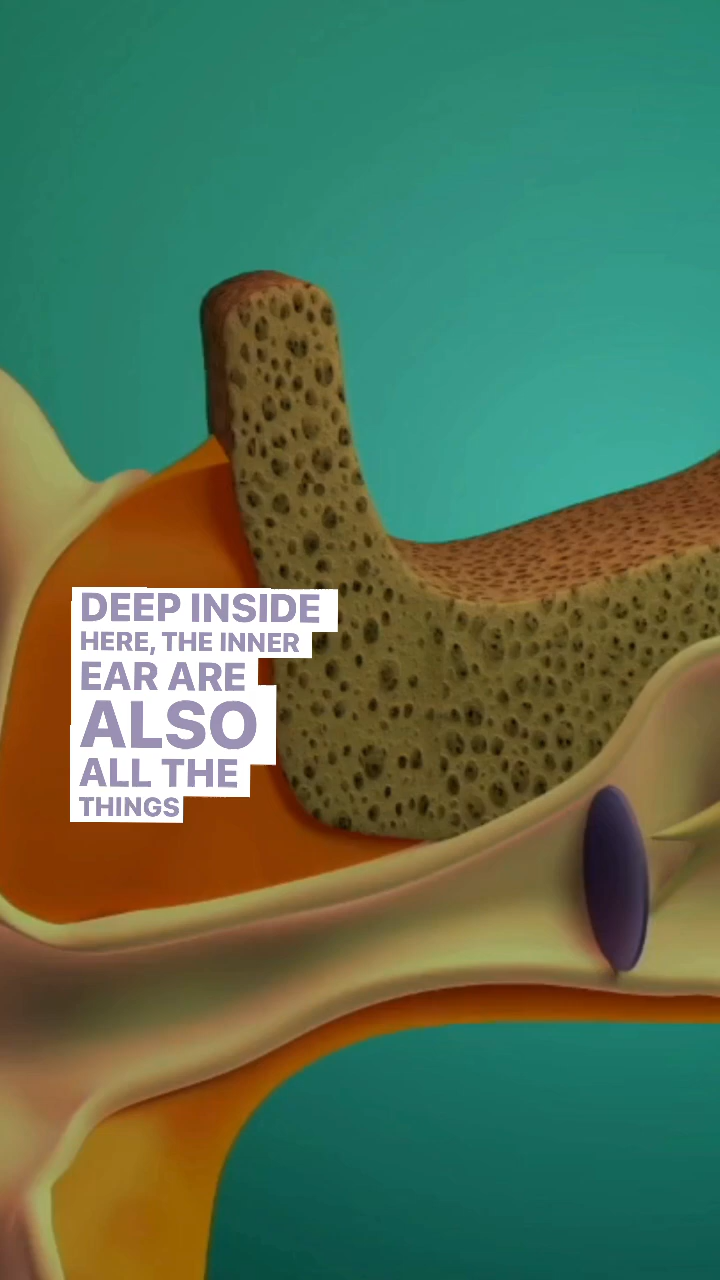 DEEP INSIDE
HERE, THE INNER
EAR ARE
ALSO
ALL THE
THINGS